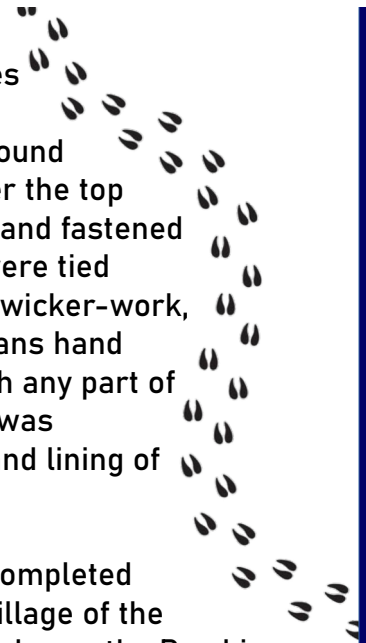 es
ound
er the top
and fastened
ere tied
wicker-work,
ans hand
h any part of
was
nd lining of
ompleted
illage of the